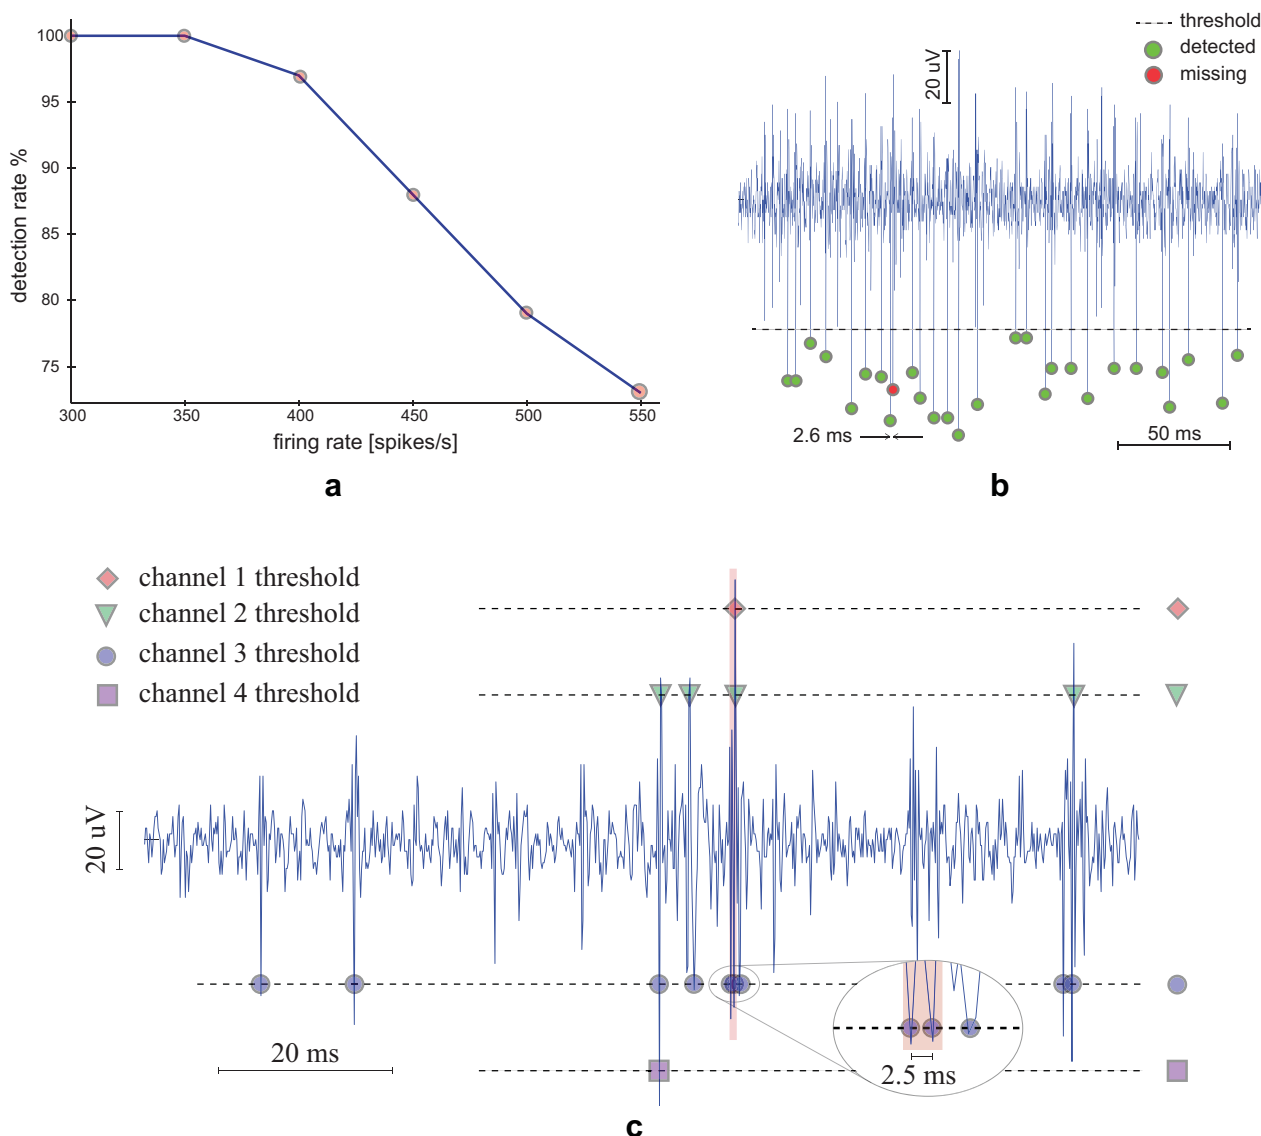 100
95
90
85
80
75
detection rate %
300 350 400 450 500 550
firing rate [spikes/s]
a
threshold
detected
missing
20 uV
2.6 ms
50 ms
b
channel 1 threshold
channel 2 threshold
channel 3 threshold
channel 4 threshold
20 uV
20 ms
2.5 ms
c